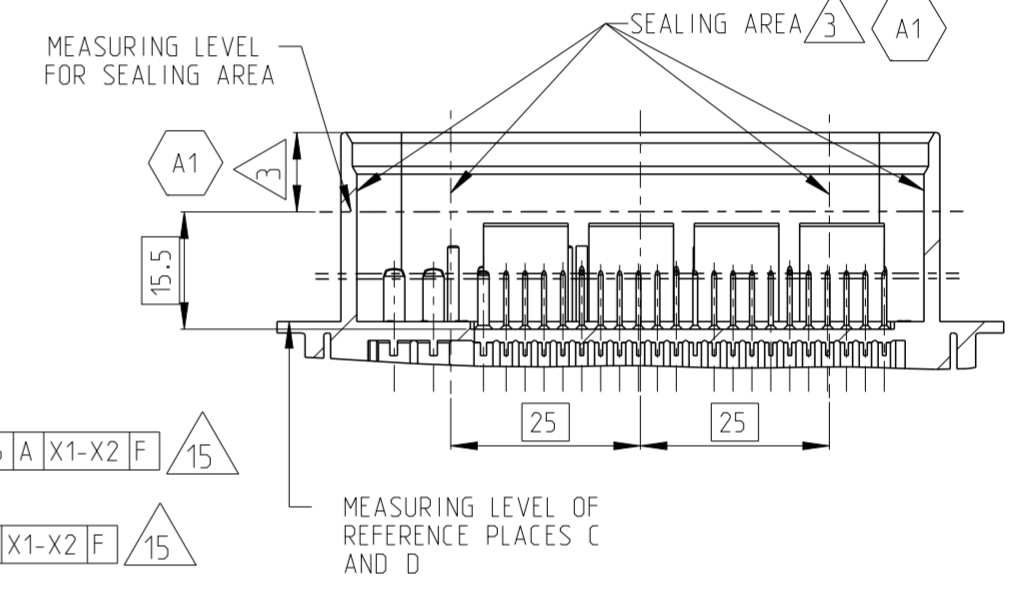 SEALING AREA 3 A1
MEASURING LEVEL
FOR SEALING AREA
A1 3
15.5
25 25
A X1-X2 F 15
X1-X2 F 15
MEASURING LEVEL OF
REFERENCE PLACES C
AND D